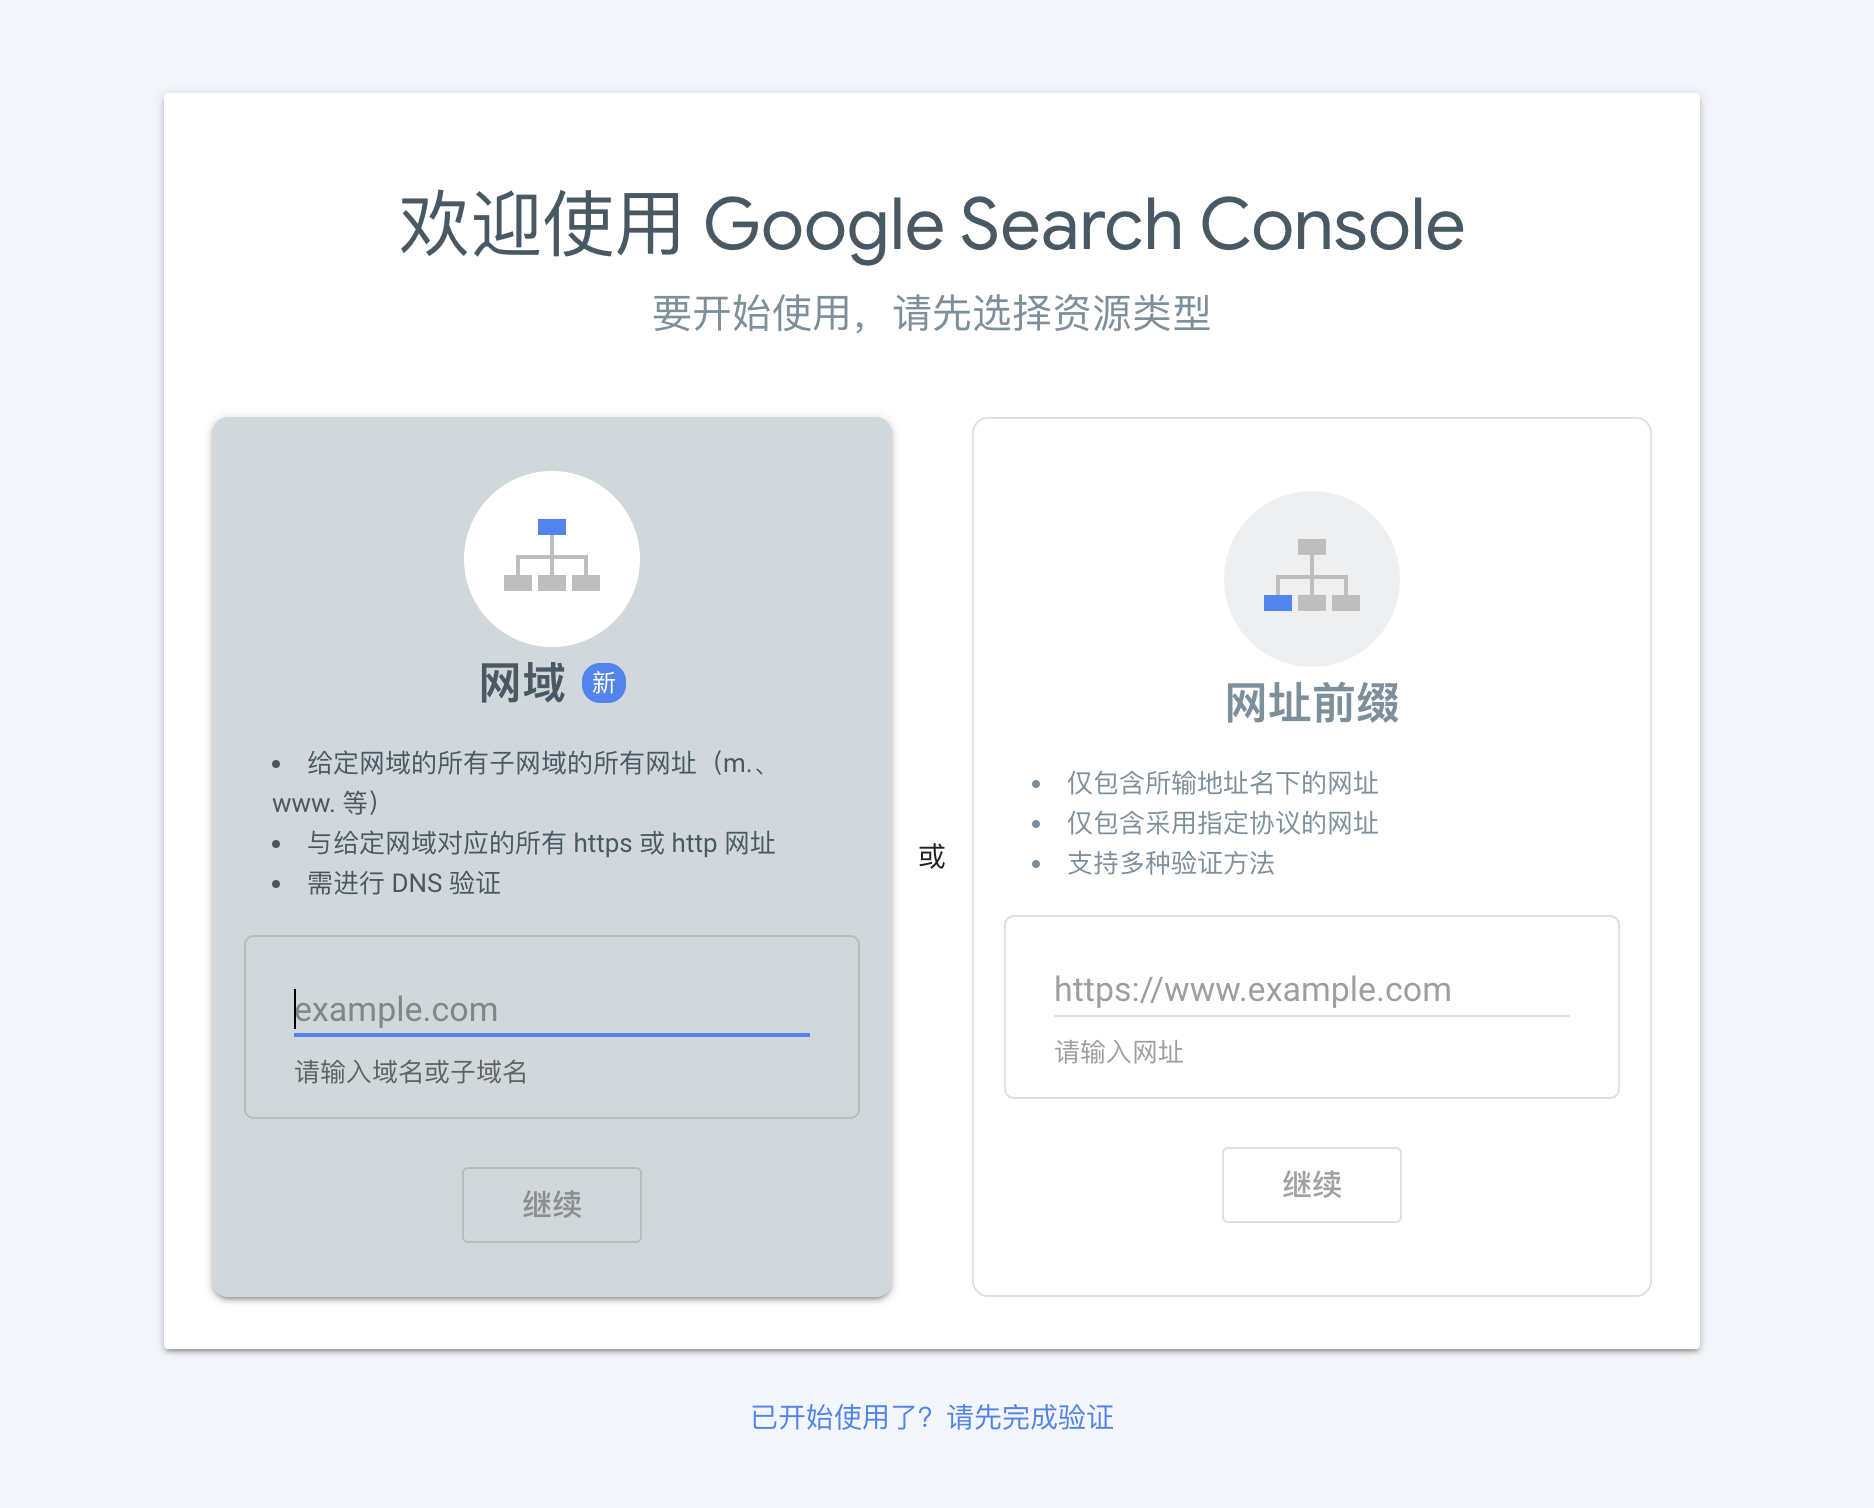 欢迎使用 Google Search Console
要开始使用，请先选择资源类型
网域 新
• 给定网域的所有子网域的所有网址（m.、
www. 等）
• 与给定网域对应的所有 https 或 http 网址
• 需进行 DNS 验证
example.com
请输入域名或子域名
继续
或
网址前缀
• 仅包含所输地址名下的网址
• 仅包含采用指定协议的网址
• 支持多种验证方法
https://www.example.com
请输入网址
继续
已开始使用了？请先完成验证